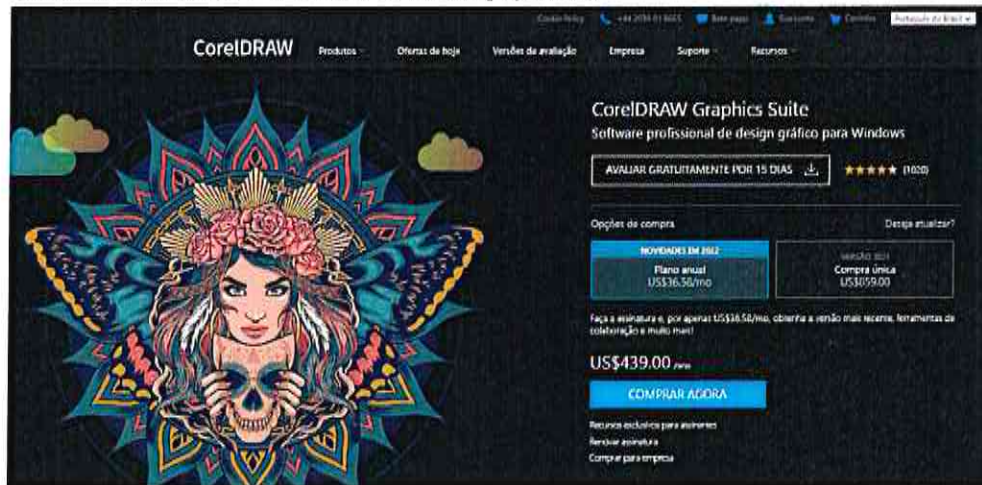 Cookie Policy
Bate-papo
Sua conta
Carrinho
Português do Brasil
CorelDRAW
Produtos
Ofertas de hoje
Versões de avaliação
Empresa
Suporte
Recursos
CorelDRAW Graphics Suite
Software profissional de design gráfico para Windows
AVALIAR GRATUITAMENTE POR 15 DIAS
Opções de compra
Deseja atualizar?
NOVIDADES EM 2022
Plano anual
US$36.58/mo
VERSÃO 2021
Compra única
Faça a assinatura e, por apenas US$36.58/mo, obtenha a versão mais recente, ferramentas de
colaboração e muito mais!
US$439.00
COMPRAR AGORA
Recursos exclusivos para assinantes
Renovar assinatura
Comprar para empresa